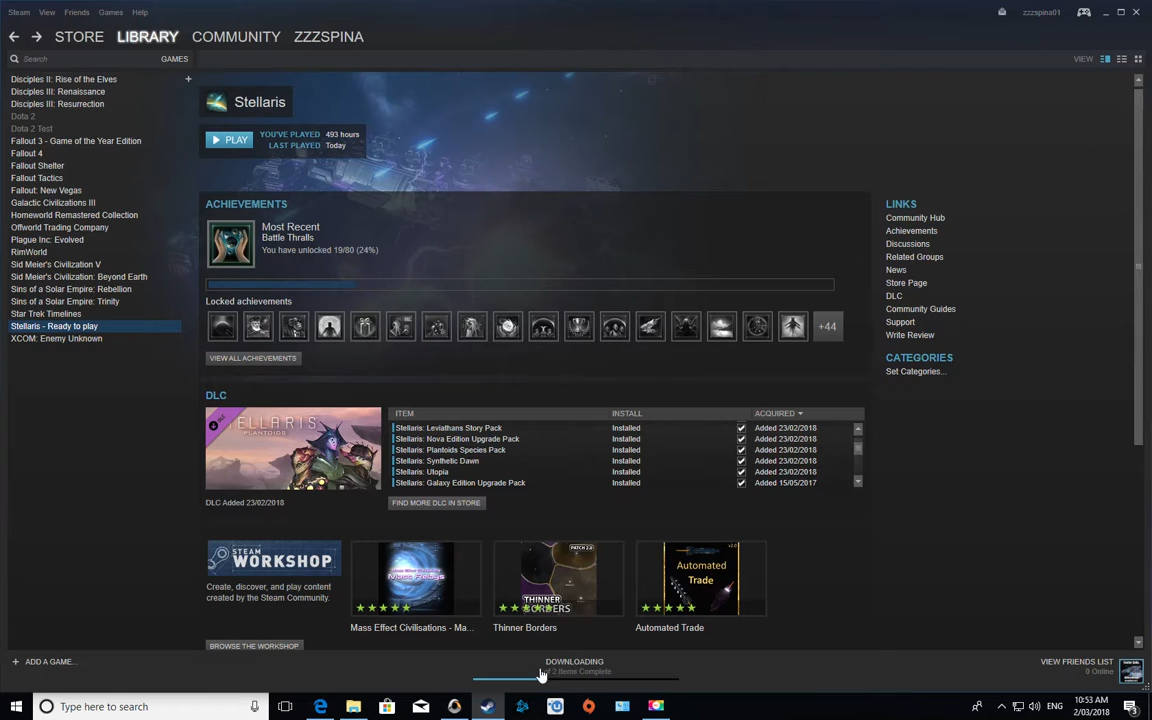 Steam View Friends Games Help
zzzspina01
STORE LIBRARY COMMUNITY ZZZSPINA
Search GAMES
VIEW
Disciples II: Rise of the Elves
Disciples III: Renaissance
Disciples III: Resurrection
Dota 2
Dota 2 Test
Fallout 3 - Game of the Year Edition
Fallout 4
Fallout Shelter
Fallout Tactics
Fallout: New Vegas
Galactic Civilizations III
Homeworld Remastered Collection
Offworld Trading Company
Plague Inc: Evolved
RimWorld
Sid Meier's Civilization V
Sid Meier's Civilization: Beyond Earth
Sins of a Solar Empire: Rebellion
Sins of a Solar Empire: Trinity
Star Trek Timelines
Stellaris - Ready to play
XCOM: Enemy Unknown
Stellaris
PLAY
YOU'VE PLAYED 493 hours
LAST PLAYED Today
ACHIEVEMENTS
Most Recent
Battle Thralls
You have unlocked 19/80 (24%)
Locked achievements
+44
VIEW ALL ACHIEVEMENTS
DLC
STELLARIS
PLANTOIDS
DLC Added 23/02/2018
ITEM INSTALL ACQUIRED
Stellaris: Leviathans Story Pack Installed Added 23/02/2018
Stellaris: Nova Edition Upgrade Pack Installed Added 23/02/2018
Stellaris: Plantoids Species Pack Installed Added 23/02/2018
Stellaris: Synthetic Dawn Installed Added 23/02/2018
Stellaris: Utopia Installed Added 23/02/2018
Stellaris: Galaxy Edition Upgrade Pack Installed Added 15/05/2017
FIND MORE DLC IN STORE
STEAM WORKSHOP
Create, discover, and play content
created by the Steam Community.
BROWSE THE WORKSHOP
Mass Effect Civilisations - Ma...
PATCH 2.0
THINNER BORDERS
Thinner Borders
v2.0
Automated Trade
Automated Trade
LINKS
Community Hub
Achievements
Discussions
Related Groups
News
Store Page
DLC
Community Guides
Support
Write Review
CATEGORIES
Set Categories...
+ ADD A GAME...
DOWNLOADING
of 2 Items Complete
VIEW FRIENDS LIST
0 Online
Type here to search
ENG
10:53 AM
2/03/2018
3